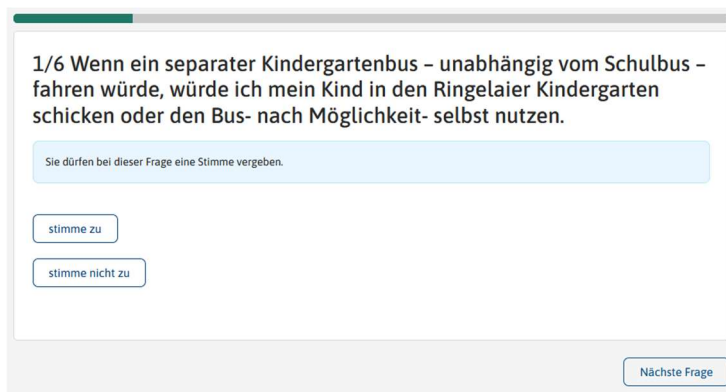 1/6 Wenn ein separater Kindergartenbus – unabhängig vom Schulbus –
fahren würde, würde ich mein Kind in den Ringelaier Kindergarten
schicken oder den Bus- nach Möglichkeit- selbst nutzen.
Sie dürfen bei dieser Frage eine Stimme vergeben.
stimme zu
stimme nicht zu
Nächste Frage